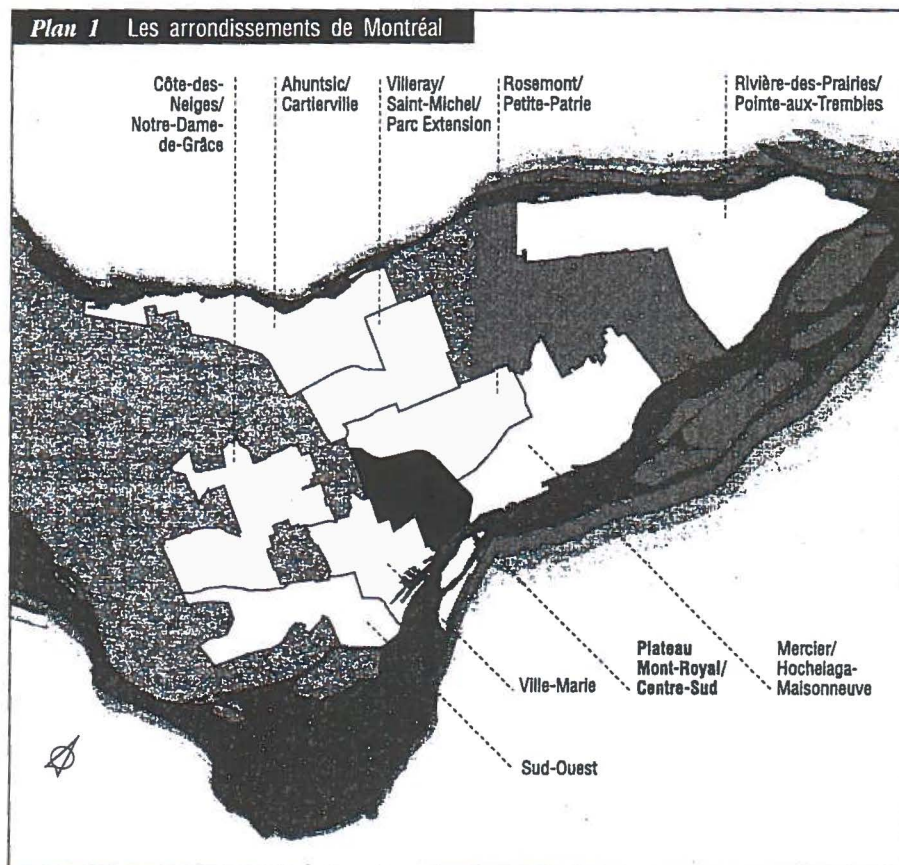 Plan 1 Les arrondissements de Montréal
Côte-des-
Neiges/
Notre-Dame-
de-Grâce
Ahuntsic/
Cartierville
Villeray/
Saint-Michel/
Parc Extension
Rosemont/
Petite-Patrie
Rivière-des-Prairies/
Pointe-aux-Trembles
Ville-Marie
Plateau
Mont-Royal/
Centre-Sud
Mercier/
Hochelaga-
Maisonneuve
Sud-Ouest